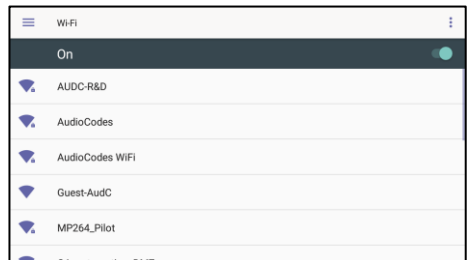 Wi-Fi
On
AUDC-R&D
AudioCodes
AudioCodes WiFi
Guest-AudC
MP264_Pilot